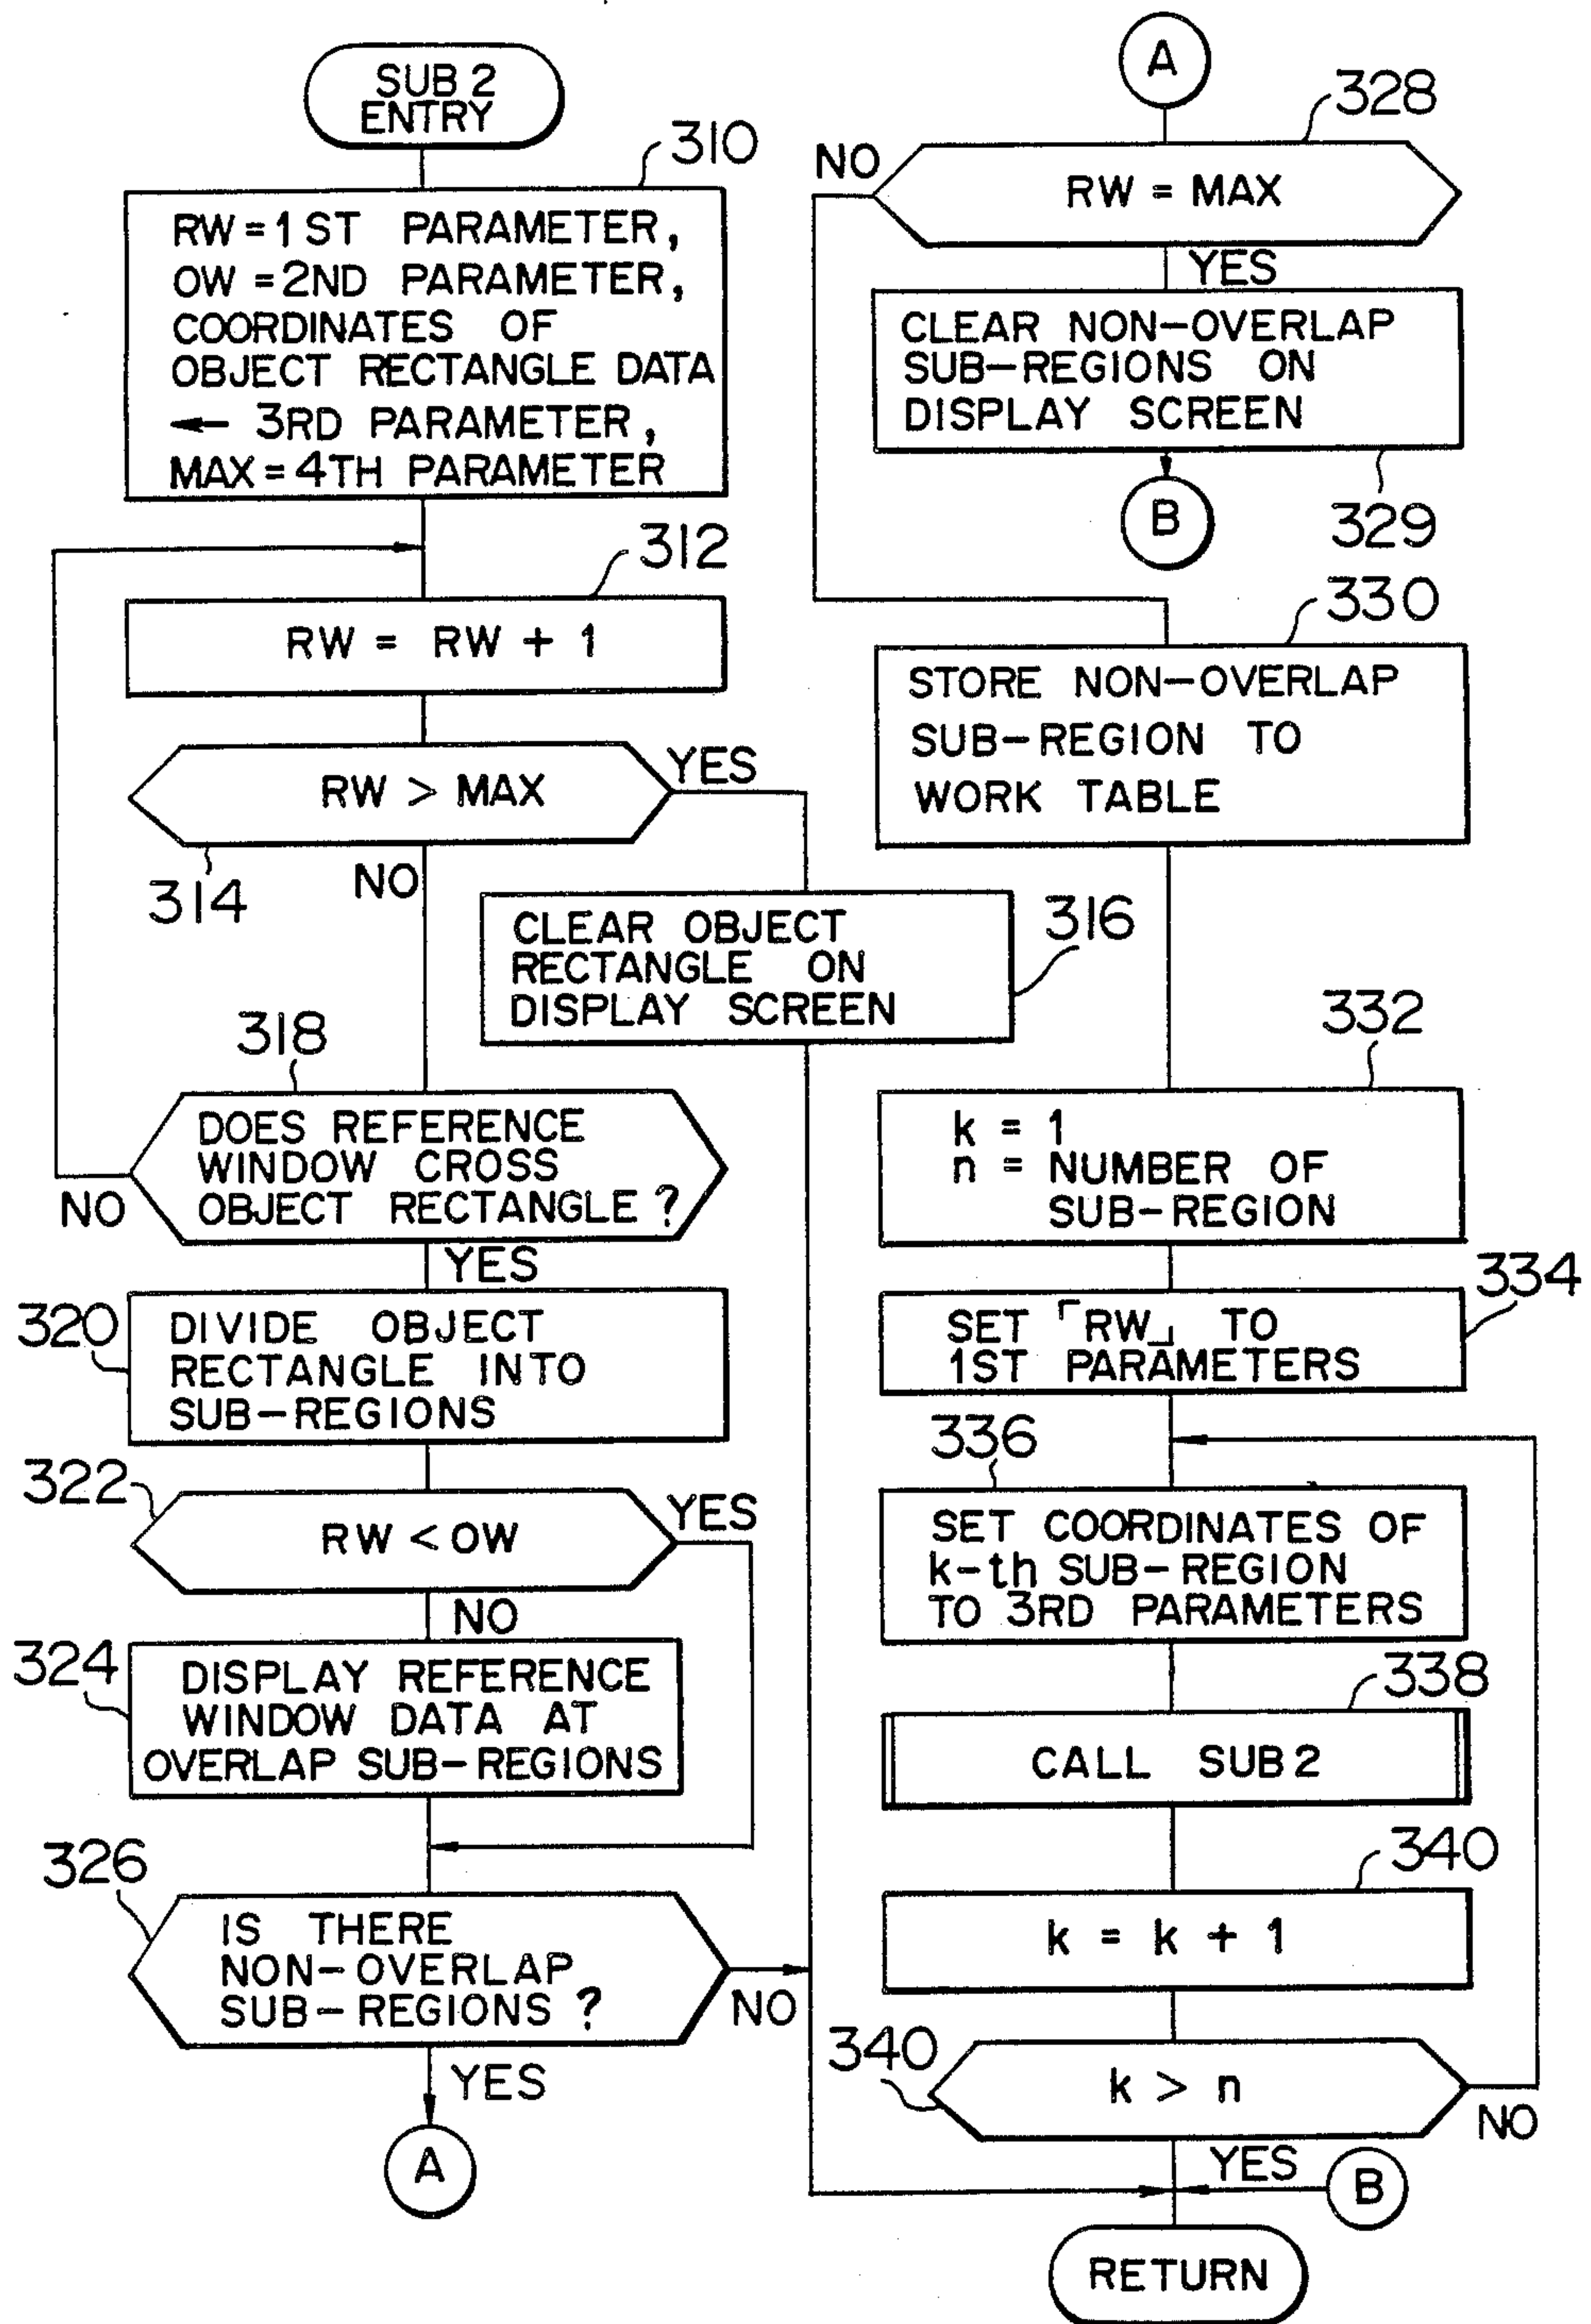 SUB 2
ENTRY
310
RW = 1 ST PARAMETER,
OW = 2ND PARAMETER,
COORDINATES OF
OBJECT RECTANGLE DATA
← 3RD PARAMETER,
MAX = 4TH PARAMETER
312
RW = RW + 1
RW > MAX
YES
314
NO
CLEAR OBJECT
RECTANGLE ON
DISPLAY SCREEN
316
318
DOES REFERENCE
WINDOW CROSS
OBJECT RECTANGLE ?
NO
YES
320
DIVIDE OBJECT
RECTANGLE INTO
SUB-REGIONS
322
RW < OW
YES
NO
324
DISPLAY REFERENCE
WINDOW DATA AT
OVERLAP SUB-REGIONS
326
IS THERE
NON-OVERLAP
SUB-REGIONS ?
NO
YES
A
A
328
NO
RW = MAX
YES
CLEAR NON-OVERLAP
SUB-REGIONS ON
DISPLAY SCREEN
329
B
330
STORE NON-OVERLAP
SUB-REGION TO
WORK TABLE
332
k = 1
n = NUMBER OF
SUB-REGION
334
SET「RW」TO
1ST PARAMETERS
336
SET COORDINATES OF
k-th SUB-REGION
TO 3RD PARAMETERS
338
CALL SUB 2
340
k = k + 1
340
k > n
NO
YES
B
RETURN